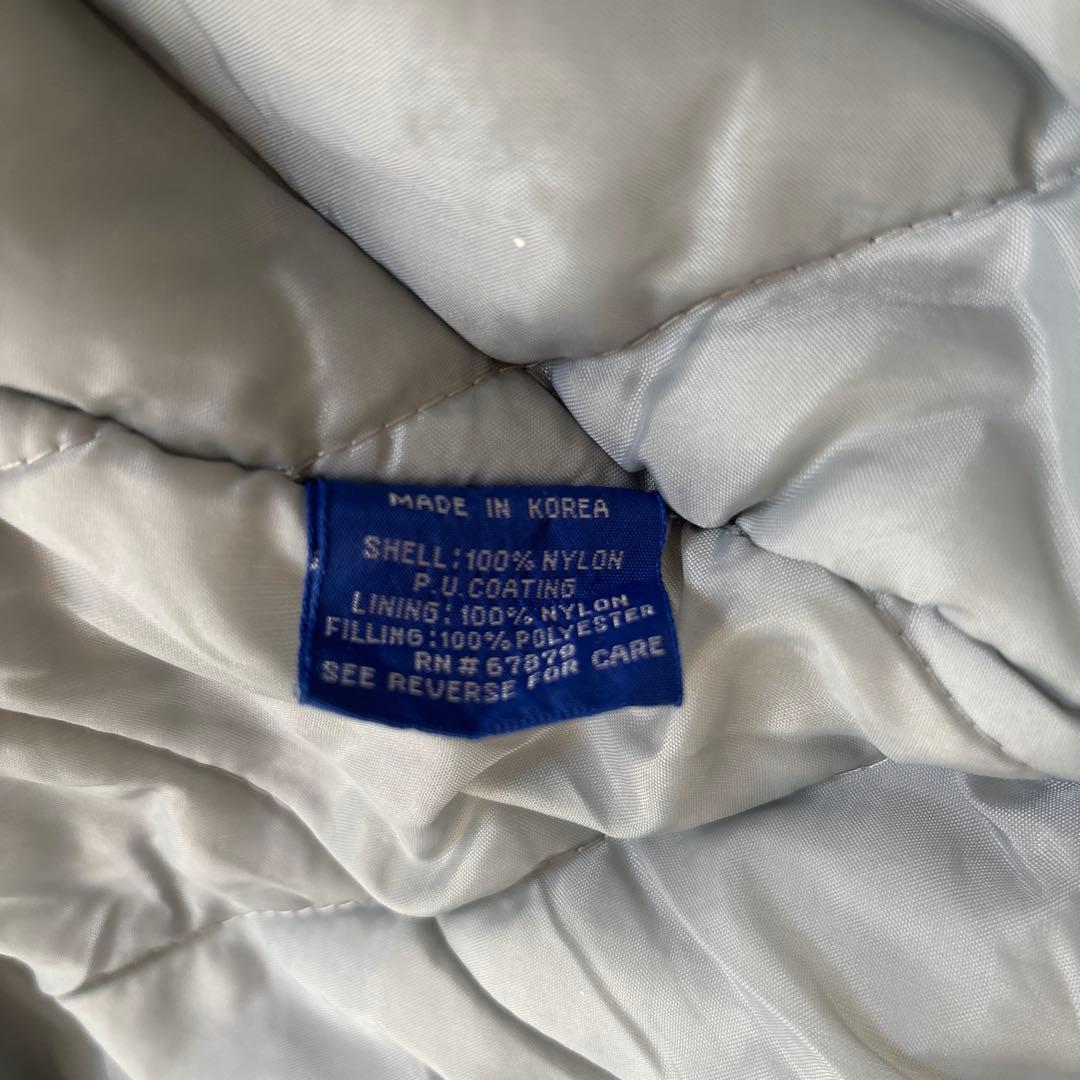 MADE IN KOREA
SHELL:100% NYLON
P.U.COATING
LINING:100% NYLON
FILLING:100% POLYESTER
RN# 67879
SEE REVERSE FOR CARE